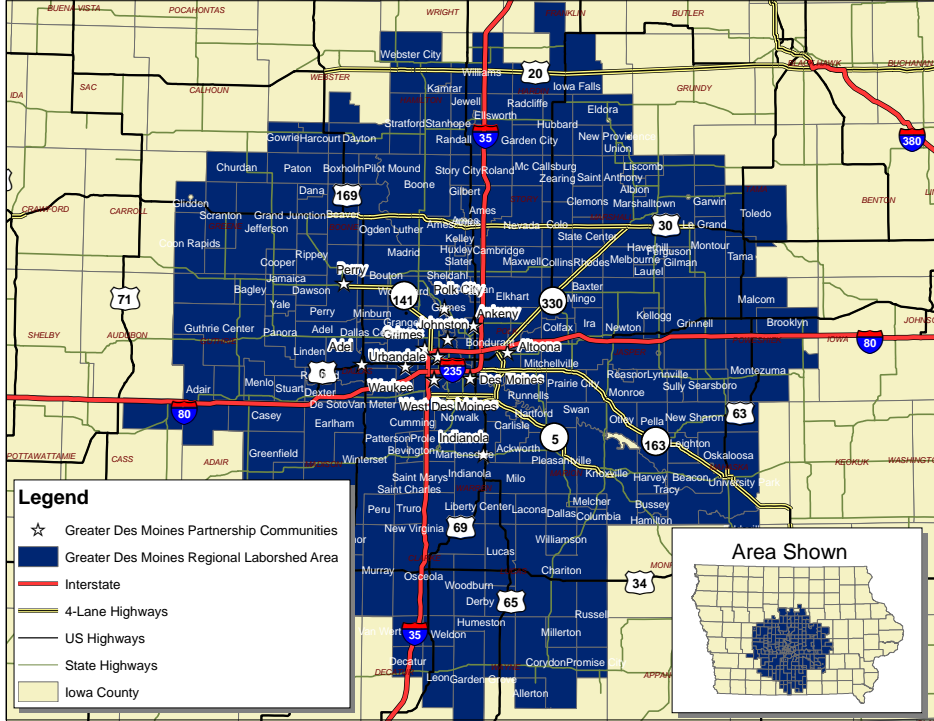 BUENA VISTA
POCAHONTAS
WRIGHT
FRANKLIN
BUTLER
Webster City
WEBSTER
Williams
20
BLACK HAWK
BUCHANAN
IDA
SAC
CALHOUN
Kamrar
Iowa Falls
GRUNDY
Jewell
Radcliffe
Ellsworth
Eldora
Stratford
Stanhope
Hubbard
Gowrie
Harcourt
Dayton
Randall
35
Garden City
New Providence
Union
380
Churdan
Paton
Boxholm
Pilot Mound
Story City
Roland
Mc Callsburg
Zearing
Saint Anthony
Liscomb
Albion
Dana
169
Boone
Gilbert
Clemons
Marshalltown
Garwin
BENTON
CRAWFORD
CARROLL
Glidden
Scranton
Grand Junction
Beaver
Jefferson
Ogden
Luther
Ames
Ames
Nevada
Colo
30
Le Grand
Toledo
Coon Rapids
Kelley
State Center
Rippey
Madrid
Huxley
Cambridge
Slater
Maxwell
Collins
Rhodes
Haverhill
Ferguson
Melbourne
Gilman
Laurel
Montour
Tama
Cooper
Perry
Bouton
Sheldahl
Jamaica
Bagley
Dawson
Polk City
Elkhart
Baxter
71
141
330
Mingo
Malcom
Yale
Perry
Minburn
Ankeny
Kellogg
SHELBY
AUDUBON
Guthrie Center
Panora
Adel
Johnston
Grimes
Colfax
Ira
Newton
Grinnell
Brooklyn
IOWA
80
Linden
Adel
Urbandale
Bondurant
Altoona
6
235
Mitchellville
Reasnor
Lynnville
Montezuma
Adair
Menlo
Stuart
Dexter
Waukee
Des Moines
Prairie City
Monroe
Sully
Searsboro
80
De Soto
Van Meter
Runnells
Casey
West Des Moines
Hartford
Swan
Otley
Pella
New Sharon
63
Earlham
Cumming
Norwalk
Carlisle
Patterson
Prole
Indianola
5
163
Leighton
POTTAWATTAMIE
CASS
ADAIR
Greenfield
Winterset
Bevington
Martensdale
Ackworth
Pleasantville
Oskaloosa
KEOKUK
WASHINGTON
Indianola
Milo
Knoxville
Harvey
Beacon
University Park
Saint Marys
Saint Charles
Tracy
Melcher
Bussey
Peru
Truro
Liberty Center
Lacona
Dallas
Columbia
Hamilton
New Virginia
69
Williamson
Lucas
Murray
Osceola
Chariton
34
Woodburn
Derby
65
Russell
Humeston
Van Wert
35
Weldon
Millerton
Decatur
Corydon
Promise
Leon
Garden Grove
Allerton
Legend
Greater Des Moines Partnership Communities
Greater Des Moines Regional Laborshed Area
Interstate
4-Lane Highways
US Highways
State Highways
Iowa County
Area Shown